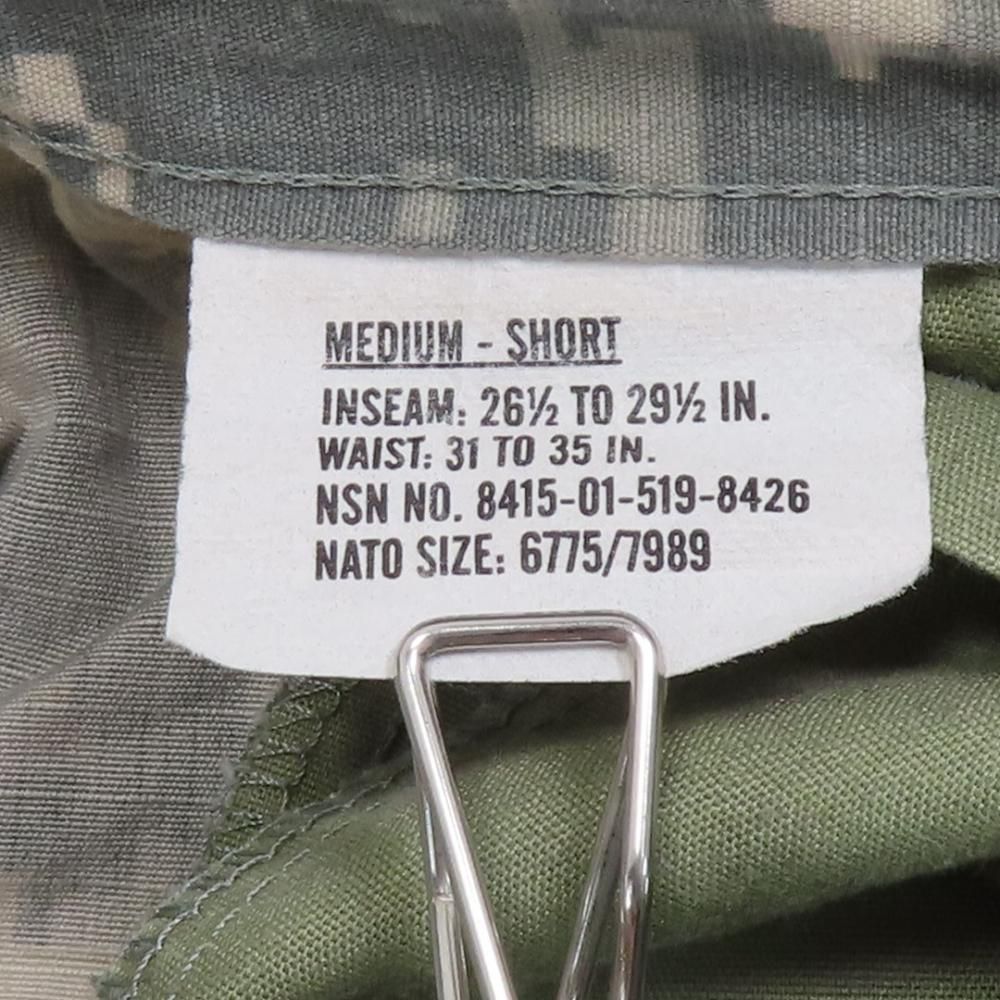 MEDIUM - SHORT
INSEAM: 26½ TO 29½ IN.
WAIST: 31 TO 35 IN.
NSN NO. 8415-01-519-8426
NATO SIZE: 6775/7989